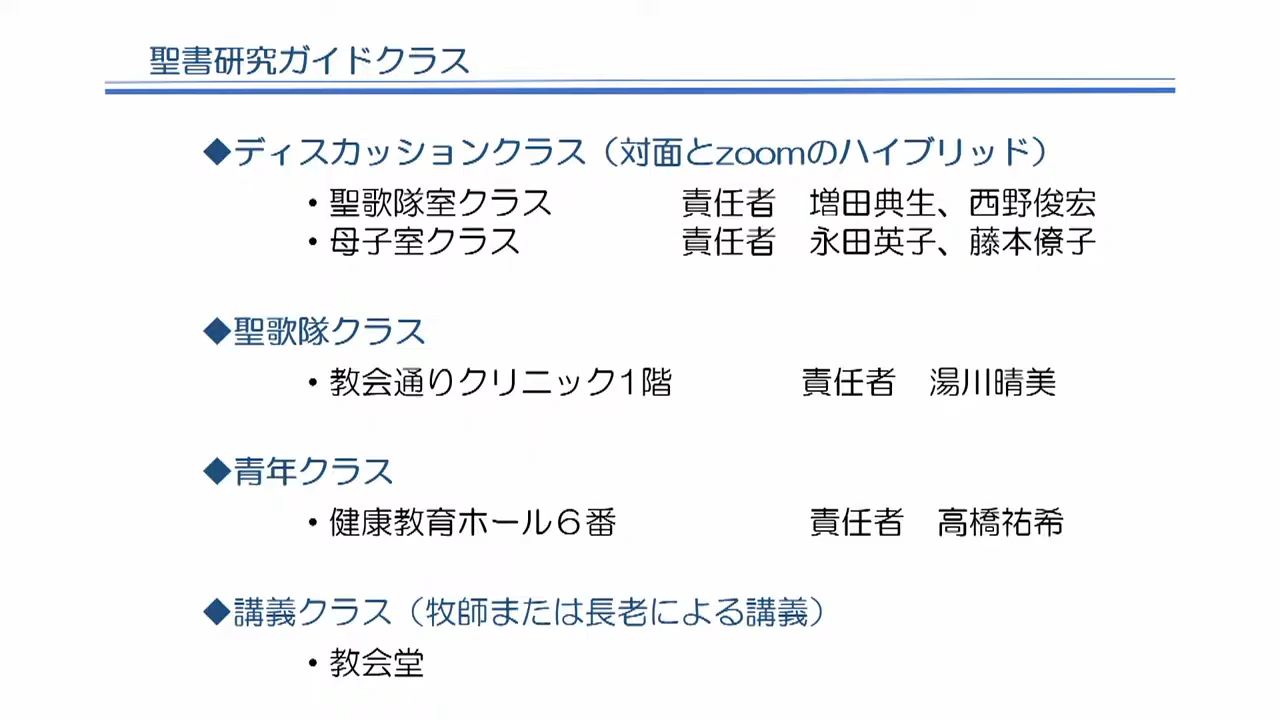 聖書研究ガイドクラス
◆ディスカッションクラス（対面とzoomのハイブリッド）
・聖歌隊室クラス　責任者　増田典生、西野俊宏
・母子室クラス　責任者　永田英子、藤本僚子
◆聖歌隊クラス
・教会通りクリニック1階　責任者　湯川晴美
◆青年クラス
・健康教育ホール６番　責任者　高橋祐希
◆講義クラス（牧師または長老による講義）
・教会堂